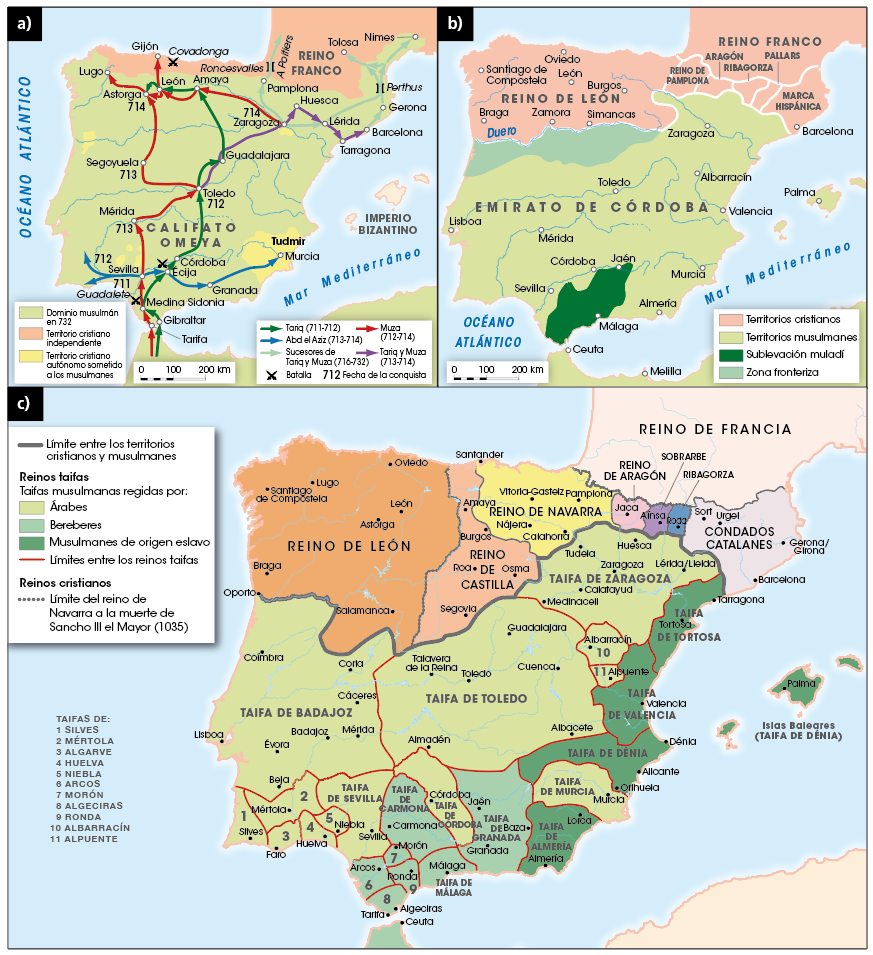 a)
Nimes
Gijón
Covadonga
Tolosa
A Poitiers
REINO
FRANCO
Roncesvalles
Lugo
León
Amaya
Pamplona
Perthus
Astorga
714
Huesca
Gerona
714
Zaragoza
Lérida
Barcelona
Tarragona
Segoyuela
713
Guadalajara
Toledo
712
OCÉANO ATLÁNTICO
Mérida
713
CALIFATO
OMEYA
IMPERIO
BIZANTINO
Tudmir
Murcia
712
Sevilla
711
Córdoba
Écija
Granada
Guadalete
Medina Sidonia
Gibraltar
Tarifa
Mar Mediterráneo
Dominio musulmán
en 732
Territorio cristiano
independiente
Territorio cristiano
autónomo sometido
a los musulmanes
0 100 200 km
Tariq (711-712)
Muza
(712-714)
Abd el Aziz (713-714)
Sucesores de
Tariq y Muza (716-732)
Tariq y Muza
(713-714)
Batalla
712 Fecha de la conquista
b)
REINO FRANCO
Oviedo
Santiago de
Compostela
León
Burgos
REINO DE
PAMPLONA
ARAGÓN
PALLARS
RIBAGORZA
REINO DE LEÓN
MARCA
HISPÁNICA
Braga
Zamora
Simancas
Duero
Zaragoza
Barcelona
Albarracín
Toledo
Palma
EMIRATO DE CÓRDOBA
Valencia
Lisboa
Mérida
Córdoba
Jaén
Murcia
Sevilla
Almería
Málaga
Mar Mediterráneo
OCÉANO
ATLÁNTICO
Ceuta
Melilla
0 100 200 km
Territorios cristianos
Territorios musulmanes
Sublevación muladí
Zona fronteriza
c)
Límite entre los territorios
cristianos y musulmanes
Reinos taifas
Taifas musulmanas regidas por:
Árabes
Bereberes
Musulmanes de origen eslavo
Límites entre los reinos taifas
Reinos cristianos
Límite del reino de
Navarra a la muerte de
Sancho III el Mayor (1035)
REINO DE FRANCIA
Santander
Oviedo
SOBRARBE
REINO
DE ARAGÓN
RIBAGORZA
Lugo
Santiago
de Compostela
León
Astorga
Amaya
Vitoria-Gasteiz
Pamplona
REINO DE NAVARRA
Nájera
Calahorra
Jaca
Aínsa
Roda
Sort
Urgel
CONDADOS
CATALANES
Gerona/
Girona
REINO DE LEÓN
Burgos
REINO
DE
CASTILLA
Roa
Osma
Tudela
Huesca
Zaragoza
Lérida/Lleida
TAIFA DE ZARAGOZA
Calatayud
Barcelona
Braga
Oporto
Salamanca
Segovia
Medinaceli
Tarragona
TAIFA
Tortosa
DE TORTOSA
Guadalajara
Albarracín
10
11
Alpuente
Coimbra
Coria
Talavera
de la Reina
Toledo
Cuenca
Palma
Cáceres
TAIFA DE TOLEDO
TAIFA
Valencia
DE VALENCIA
Islas Baleares
(TAIFA DE DÉNIA)
TAIFA DE BADAJOZ
Lisboa
Badajoz
Mérida
Évora
Albacete
Almadén
TAIFA DE DÉNIA
Dénia
Alicante
TAIFAS DE:
1 SILVES
2 MÉRTOLA
3 ALGARVE
4 HUELVA
5 NIEBLA
6 ARCOS
7 MORÓN
8 ALGECIRAS
9 RONDA
10 ALBARRACÍN
11 ALPUENTE
Beja
TAIFA
DE SEVILLA
TAIFA
DE
CARMONA
Córdoba
TAIFA
DE
CÓRDOBA
Jaén
TAIFA
DE
GRANADA
TAIFA
DE MURCIA
Orihuela
Murcia
Mértola
1
2
3
4
5
Silves
Faro
Huelva
Niebla
Sevilla
Carmona
Morón
7
Baza
Lorca
TAIFA
DE
ALMERÍA
Granada
Almería
Arcos
6
Ronda
9
Málaga
TAIFA DE
MÁLAGA
8
Algeciras
Tarifa
Ceuta